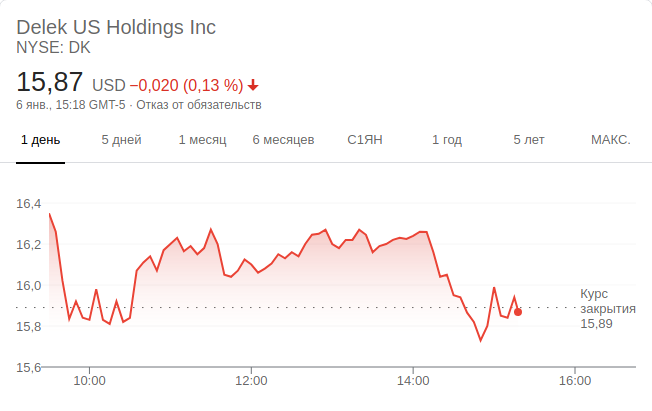 Delek US Holdings Inc
NYSE: DK
15,87 USD −0,020 (0,13 %)
6 янв., 15:18 GMT-5 · Отказ от обязательств
1 день 5 дней 1 месяц 6 месяцев С1ЯН 1 год 5 лет МАКС.
16,4
16,2
16,0
15,8
15,6
Курс
закрытия
15,89
10:00 12:00 14:00 16:00